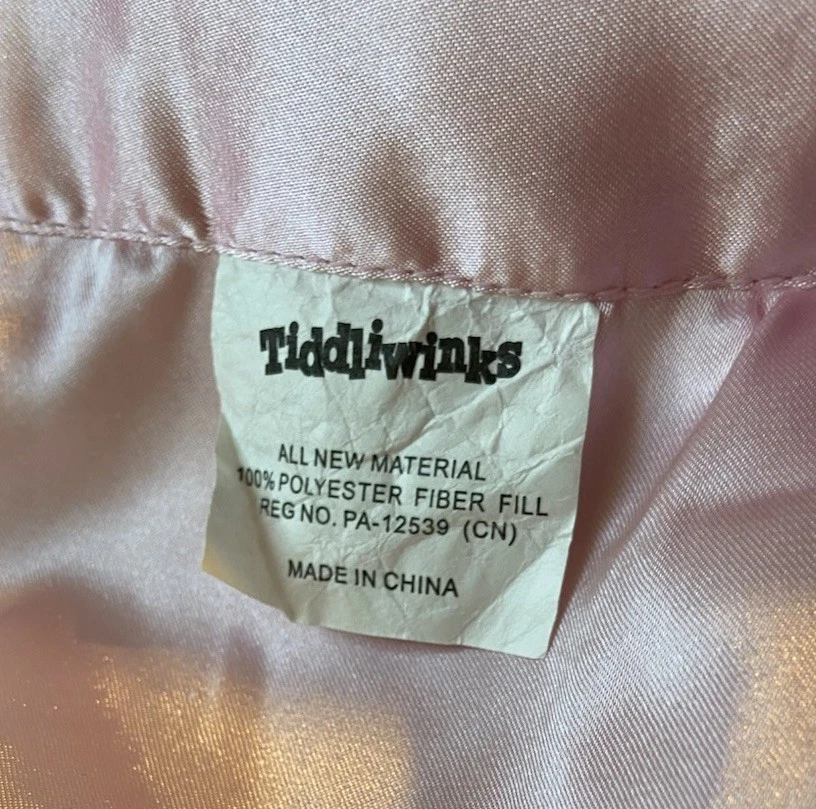 Tiddliwinks
ALL NEW MATERIAL
100% POLYESTER FIBER FILL
REG NO. PA-12539 (CN)
MADE IN CHINA